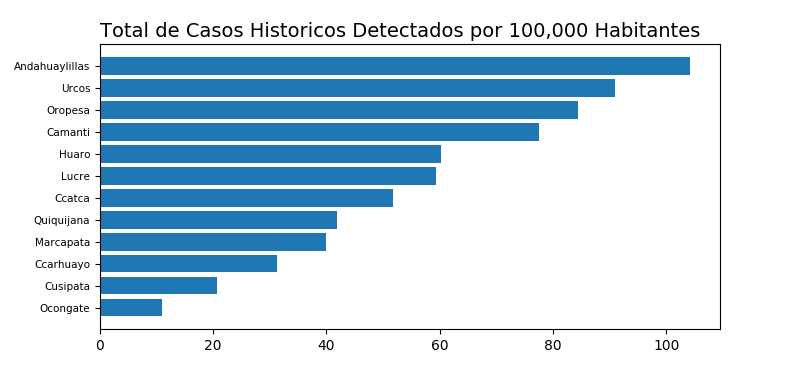 Total de Casos Historicos Detectados por 100,000 Habitantes
Andahuaylillas
Urcos
Oropesa
Camanti
Huaro
Lucre
Ccatca
Quiquijana
Marcapata
Ccarhuayo
Cusipata
Ocongate
0 20 40 60 80 100